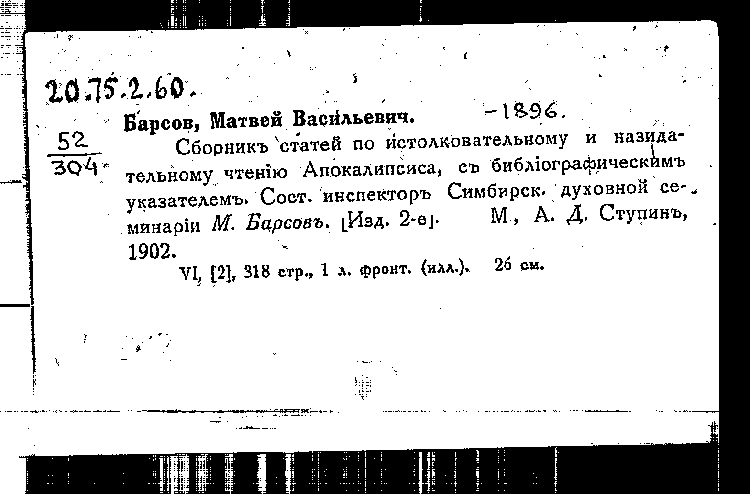 20.75.2.60.
Барсов, Матвей Васильевич. -1896.
52
304
Сборникъ статей по истолковательному и назида-
тельному чтенію Апокалипсиса, съ библіографическимъ
указателемъ. Сост. инспекторъ Симбирск. духовной се-
минаріи М. Барсовъ. [Изд. 2-е]. М, А. Д. Ступинъ,
1902.
VI, [2], 318 стр., 1 л. фронт. (илл.). 26 см.